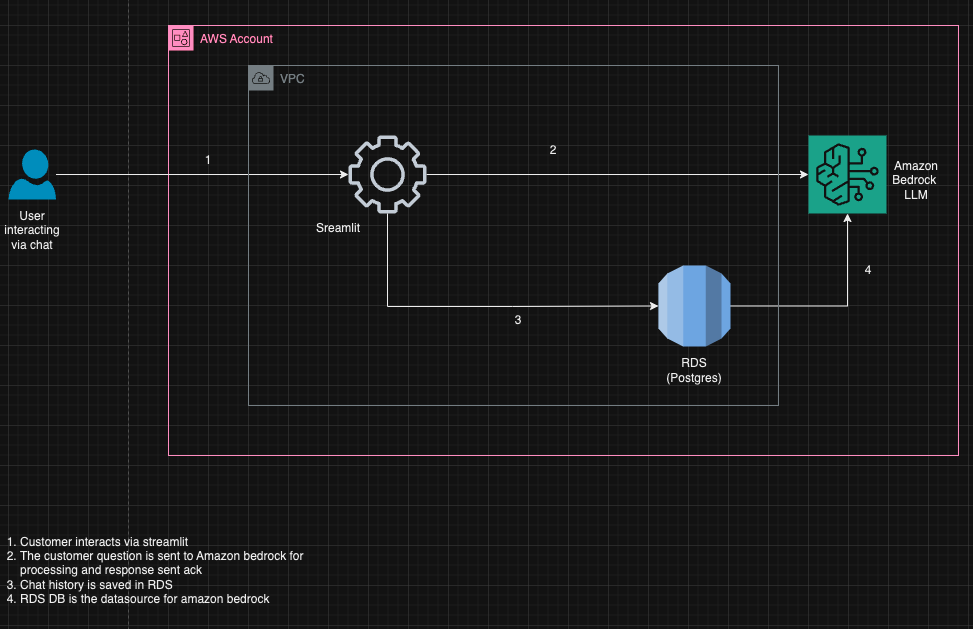 AWS Account
VPC
1
2
Amazon
Bedrock
LLM
User
interacting
via chat
Sreamlit
4
3
RDS
(Postgres)
1. Customer interacts via streamlit
2. The customer question is sent to Amazon bedrock for
processing and response sent ack
3. Chat history is saved in RDS
4. RDS DB is the datasource for amazon bedrock